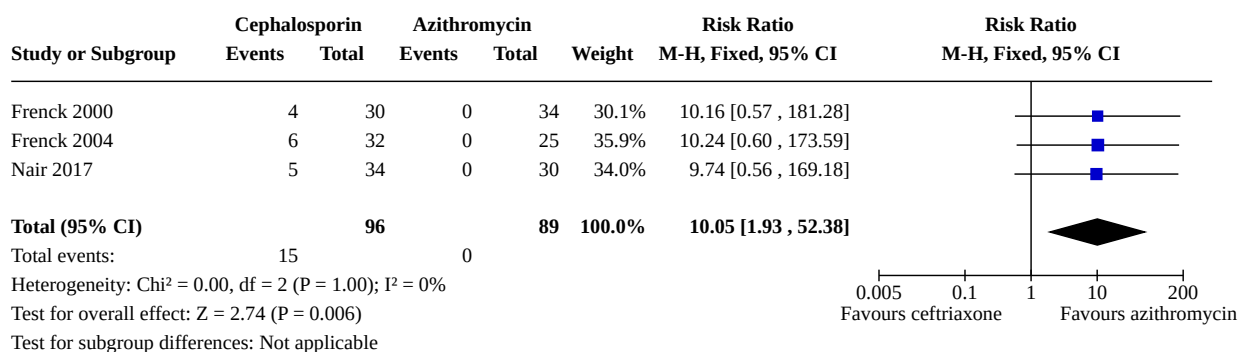 Cephalosporin Azithromycin Risk Ratio Risk Ratio
Study or Subgroup Events Total Events Total Weight M-H, Fixed, 95% CI M-H, Fixed, 95% CI
Frenck 2000 4 30 0 34 30.1% 10.16 [0.57 , 181.28]
Frenck 2004 6 32 0 25 35.9% 10.24 [0.60 , 173.59]
Nair 2017 5 34 0 30 34.0% 9.74 [0.56 , 169.18]
Total (95% CI) 96 89 100.0% 10.05 [1.93 , 52.38]
Total events: 15 0
Heterogeneity: Chi² = 0.00, df = 2 (P = 1.00); I² = 0%
0.005 0.1 1 10 200
Test for overall effect: Z = 2.74 (P = 0.006) Favours ceftriaxone Favours azithromycin
Test for subgroup differences: Not applicable